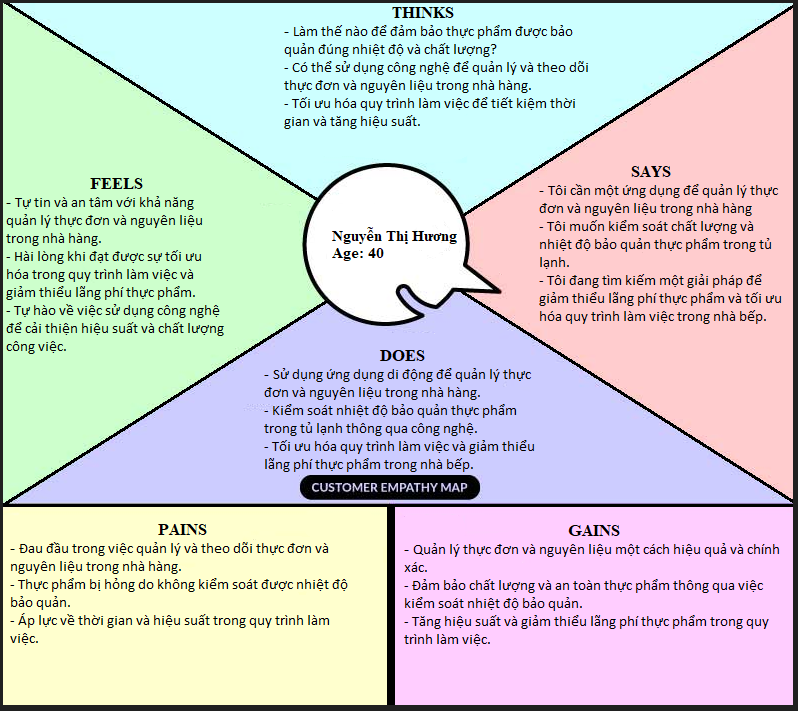 THINKS
- Làm thế nào để đảm bảo thực phẩm được bảo
quản đúng nhiệt độ và chất lượng?
- Có thể sử dụng công nghệ để quản lý và theo dõi
thực đơn và nguyên liệu trong nhà hàng.
- Tối ưu hóa quy trình làm việc để tiết kiệm thời
gian và tăng hiệu suất.
FEELS
- Tự tin và an tâm với khả năng
quản lý thực đơn và nguyên liệu
trong nhà hàng.
- Hài lòng khi đạt được sự tối ưu
hóa trong quy trình làm việc và
giảm thiểu lãng phí thực phẩm.
- Tự hào về việc sử dụng công nghệ
để cải thiện hiệu suất và chất lượng
công việc.
Nguyễn Thị Hương
Age: 40
SAYS
- Tôi cần một ứng dụng để quản lý thực
đơn và nguyên liệu trong nhà hàng
- Tôi muốn kiểm soát chất lượng và
nhiệt độ bảo quản thực phẩm trong tủ
lạnh.
- Tôi đang tìm kiếm một giải pháp để
giảm thiểu lãng phí thực phẩm và tối ưu
hóa quy trình làm việc trong nhà bếp.
DOES
- Sử dụng ứng dụng di động để quản lý thực
đơn và nguyên liệu trong nhà hàng.
- Kiểm soát nhiệt độ bảo quản thực phẩm
trong tủ lạnh thông qua công nghệ.
- Tối ưu hóa quy trình làm việc và giảm thiểu
lãng phí thực phẩm trong nhà bếp.
CUSTOMER EMPATHY MAP
PAINS
- Đau đầu trong việc quản lý và theo dõi thực đơn và
nguyên liệu trong nhà hàng.
- Thực phẩm bị hỏng do không kiểm soát được nhiệt độ
bảo quản.
- Áp lực về thời gian và hiệu suất trong quy trình làm
việc.
GAINS
- Quản lý thực đơn và nguyên liệu một cách hiệu quả và chính
xác.
- Đảm bảo chất lượng và an toàn thực phẩm thông qua việc
kiểm soát nhiệt độ bảo quản.
- Tăng hiệu suất và giảm thiểu lãng phí thực phẩm trong quy
trình làm việc.